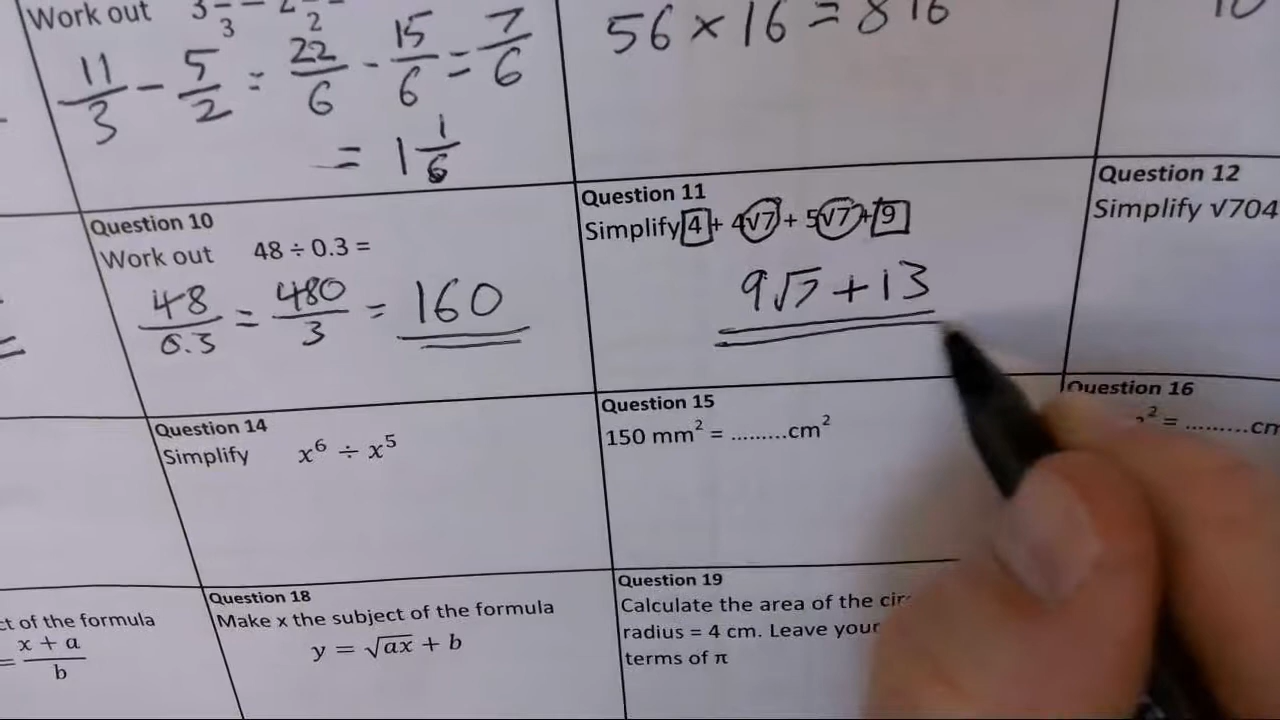 Work out
11/3 - 5/2 = 22/6 - 15/6 = 7/6
= 1 1/6
56 × 16 = 896
Question 10
Work out 48 ÷ 0.3 =
48/0.3 = 480/3 = 160
Question 11
Simplify 4 + 4√7 + 5√7 + 9
9√7 + 13
Question 12
Simplify √704
Question 14
Simplify x⁶ ÷ x⁵
Question 15
150 mm² = .........cm²
Question 16
² = .........cm
ct of the formula
= x + a / b
Question 18
Make x the subject of the formula
y = √ax + b
Question 19
Calculate the area of the
radius = 4 cm. Leave your
terms of π